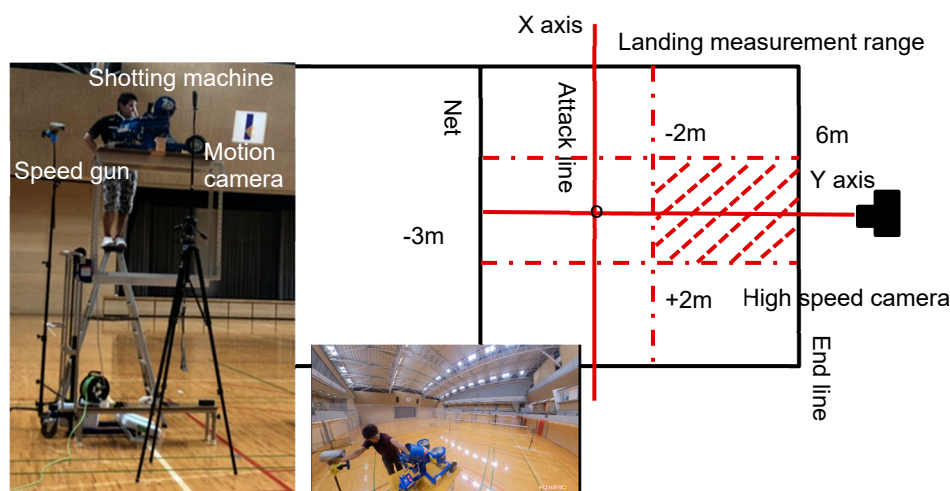 X axis
Landing measurement range
Shotting machine
Net
Attack line
-2m
6m
Speed gun
Motion
camera
Y axis
-3m
o
+2m
High speed camera
End line